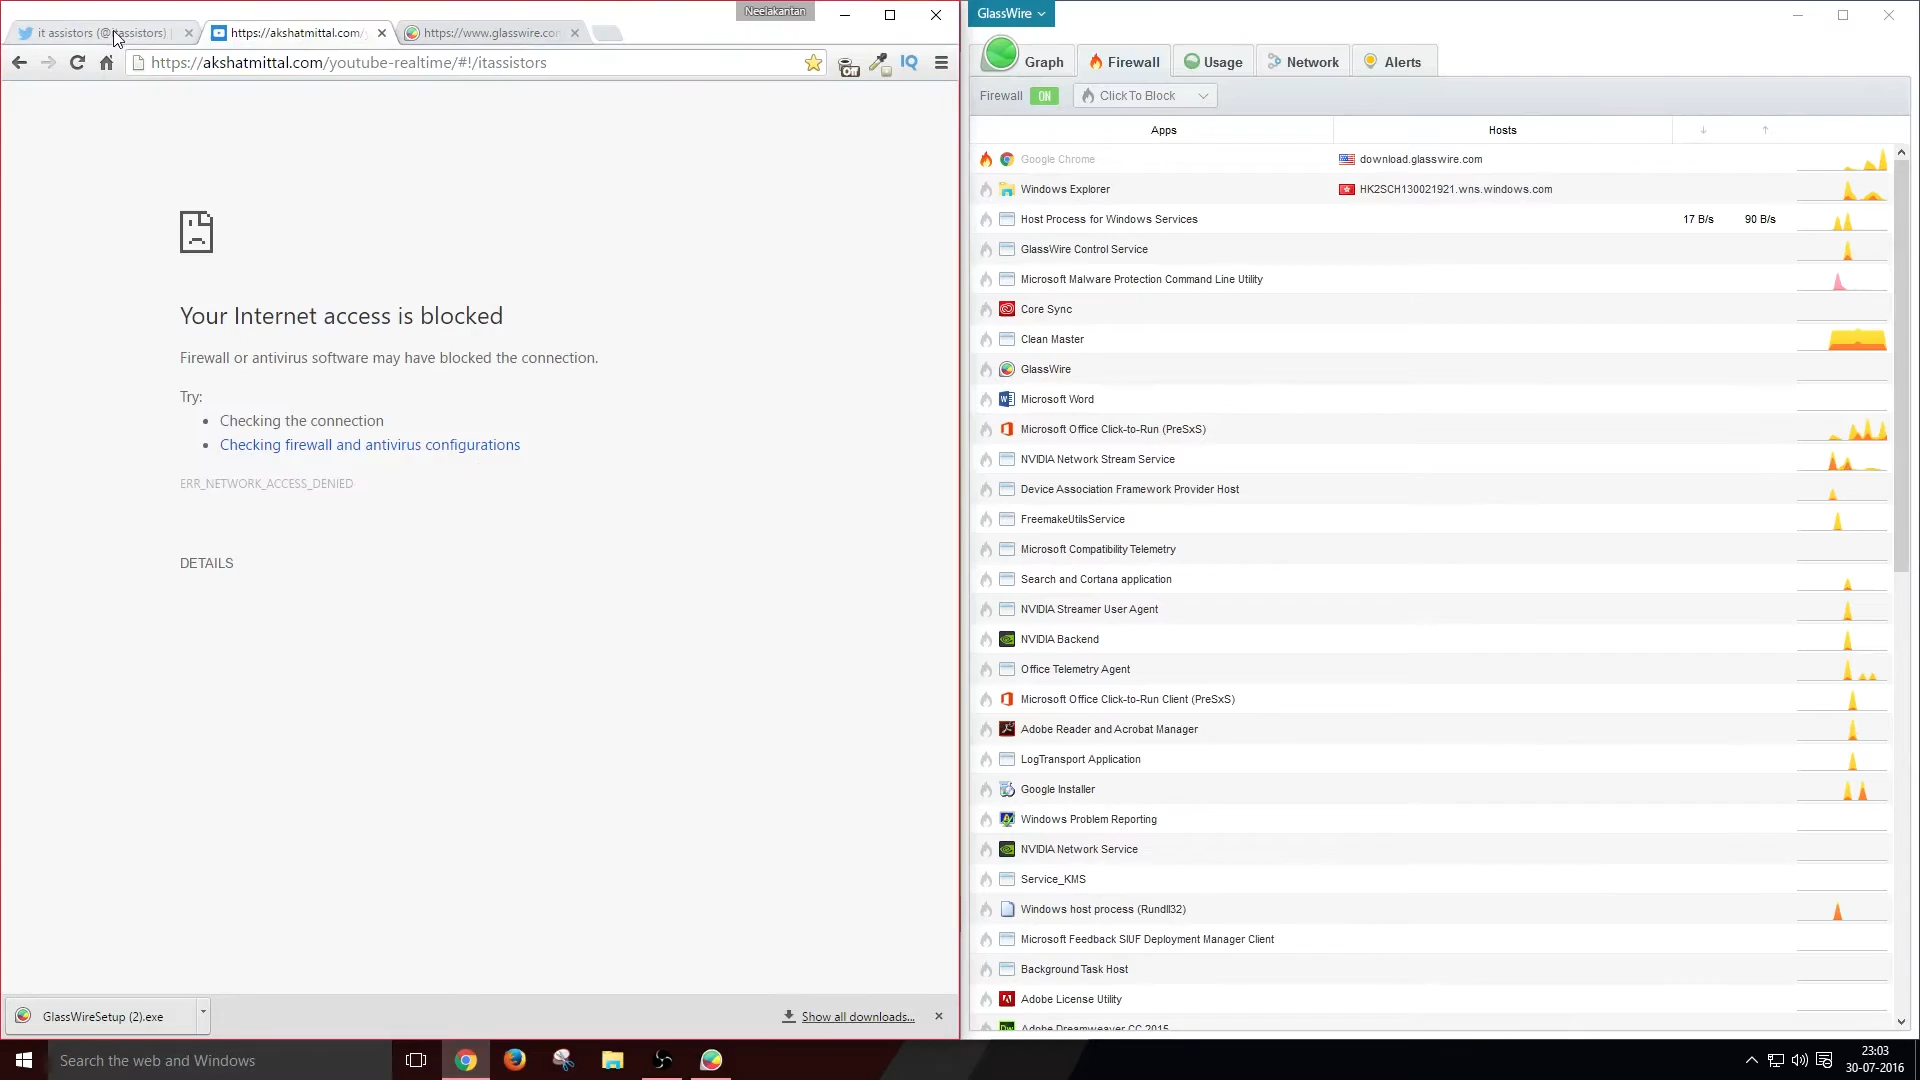 Neelakantan
it assistors (@itassistors) |
https://akshatmittal.com/y
https://www.glasswire.com
https://akshatmittal.com/youtube-realtime/#!/itassistors
Off
IQ
Your Internet access is blocked
Firewall or antivirus software may have blocked the connection.
Try:
Checking the connection
Checking firewall and antivirus configurations
ERR_NETWORK_ACCESS_DENIED
DETAILS
GlassWireSetup (2).exe
Show all downloads...
GlassWire
Graph
Firewall
Usage
Network
Alerts
Firewall ON
Click To Block
Apps
Hosts
Google Chrome
download.glasswire.com
Windows Explorer
HK2SCH130021921.wns.windows.com
Host Process for Windows Services
17 B/s
90 B/s
GlassWire Control Service
Microsoft Malware Protection Command Line Utility
Core Sync
Clean Master
GlassWire
Microsoft Word
Microsoft Office Click-to-Run (PreSxS)
NVIDIA Network Stream Service
Device Association Framework Provider Host
FreemakeUtilsService
Microsoft Compatibility Telemetry
Search and Cortana application
NVIDIA Streamer User Agent
NVIDIA Backend
Office Telemetry Agent
Microsoft Office Click-to-Run Client (PreSxS)
Adobe Reader and Acrobat Manager
LogTransport Application
Google Installer
Windows Problem Reporting
NVIDIA Network Service
Service_KMS
Windows host process (Rundll32)
Microsoft Feedback SIUF Deployment Manager Client
Background Task Host
Adobe License Utility
Adobe Dreamweaver CC 2015
Search the web and Windows
23:03
30-07-2016